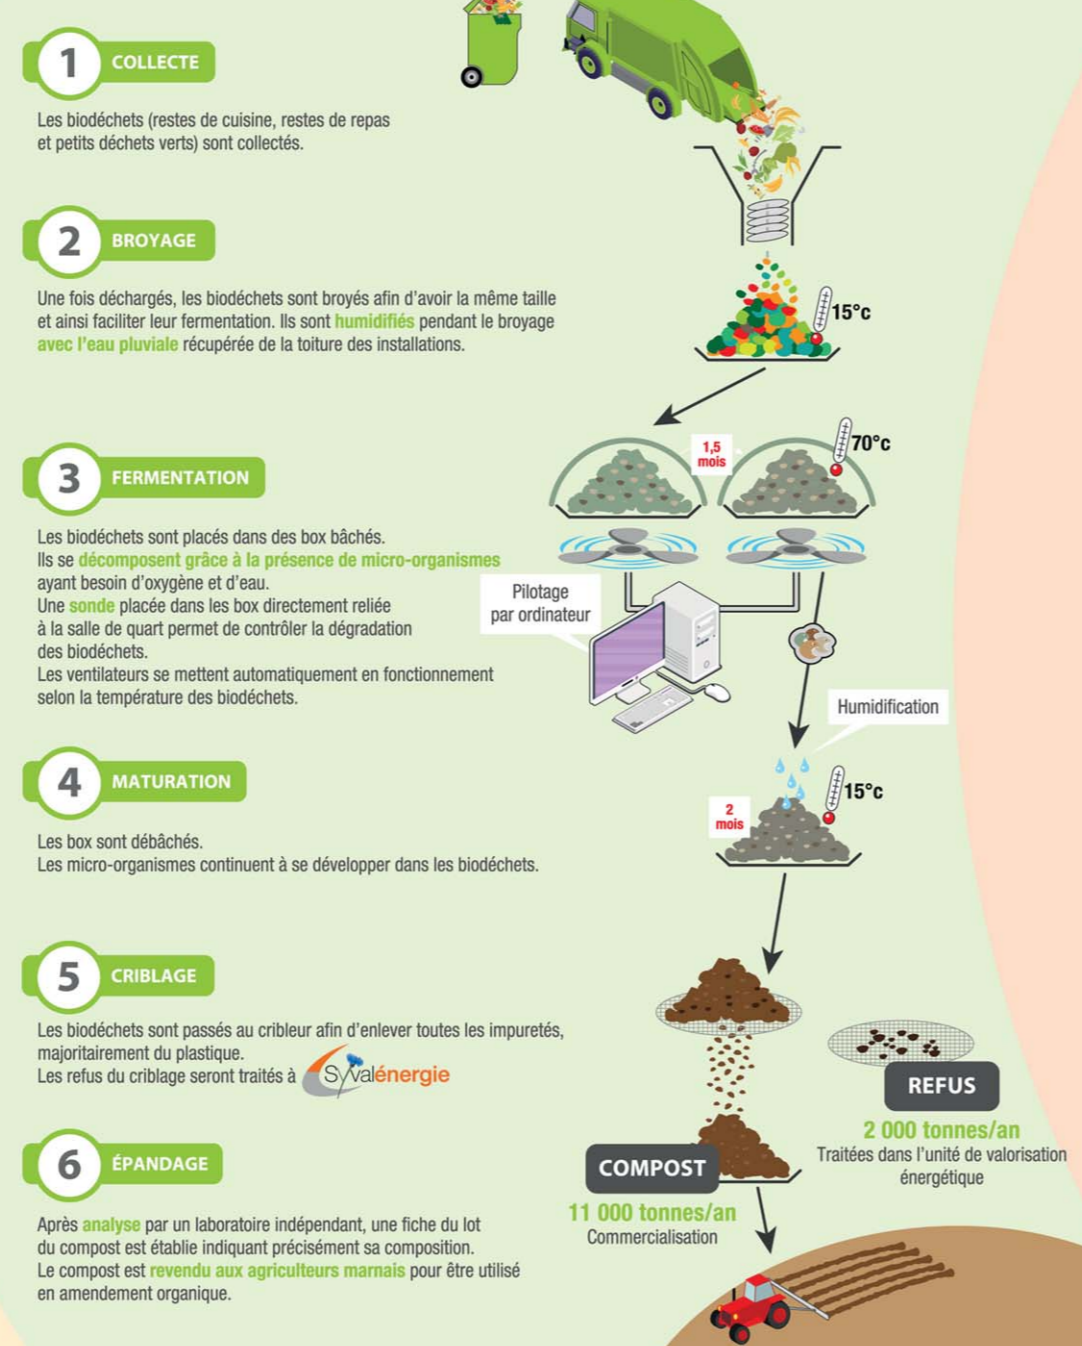 1
COLLECTE
Les biodéchets (restes de cuisine, restes de repas
et petits déchets verts) sont collectés.
2
BROYAGE
Une fois déchargés, les biodéchets sont broyés afin d'avoir la même taille
et ainsi faciliter leur fermentation. Ils sont humidifiés pendant le broyage
avec l'eau pluviale récupérée de la toiture des installations.
15°c
3
FERMENTATION
Les biodéchets sont placés dans des box bâchés.
Ils se décomposent grâce à la présence de micro-organismes
ayant besoin d'oxygène et d'eau.
Une sonde placée dans les box directement reliée
à la salle de quart permet de contrôler la dégradation
des biodéchets.
Les ventilateurs se mettent automatiquement en fonctionnement
selon la température des biodéchets.
1,5
mois
70°c
Pilotage
par ordinateur
Humidification
4
MATURATION
Les box sont débâchés.
Les micro-organismes continuent à se développer dans les biodéchets.
2
mois
15°c
5
CRIBLAGE
Les biodéchets sont passés au cribleur afin d'enlever toutes les impuretés,
majoritairement du plastique.
Les refus du criblage seront traités à Syvalénergie
REFUS
2 000 tonnes/an
Traitées dans l'unité de valorisation
énergétique
6
ÉPANDAGE
Après analyse par un laboratoire indépendant, une fiche du lot
du compost est établie indiquant précisément sa composition.
Le compost est revendu aux agriculteurs marnais pour être utilisé
en amendement organique.
COMPOST
11 000 tonnes/an
Commercialisation